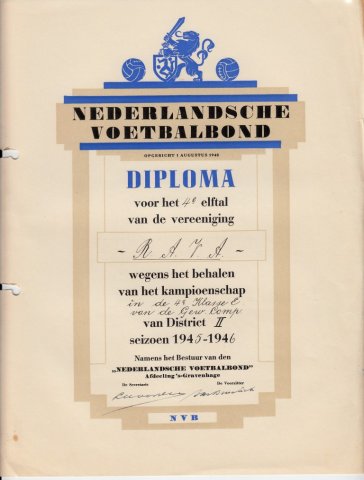 NEDERLANDSCHE
VOETBALBOND
OPGERICHT 1 AUGUSTUS 1940
DIPLOMA
voor het 4e elftal
van de vereeniging
- R. A. V. A. -
wegens het behalen
van het kampioenschap
in de 4e Klasse E
van de Gew. Comp
van District II
seizoen 1945-1946
Namens het Bestuur van den
„NEDERLANDSCHE VOETBALBOND”
Afdeeling 's-Gravenhage
De Secretaris De Voorzitter
NVB